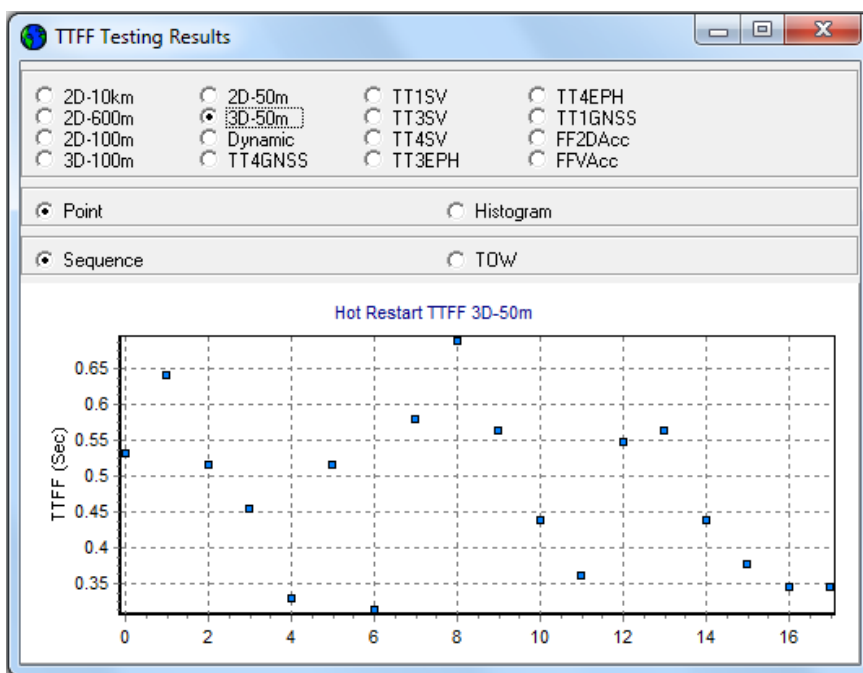 TTFF Testing Results
2D-10km 2D-50m TT1SV TT4EPH
2D-600m 3D-50m TT3SV TT1GNSS
2D-100m Dynamic TT4SV FF2DAcc
3D-100m TT4GNSS TT3EPH FFVAcc
Point Histogram
Sequence TOW
Hot Restart TTFF 3D-50m
TTFF (Sec)
0.65
0.6
0.55
0.5
0.45
0.4
0.35
0 2 4 6 8 10 12 14 16